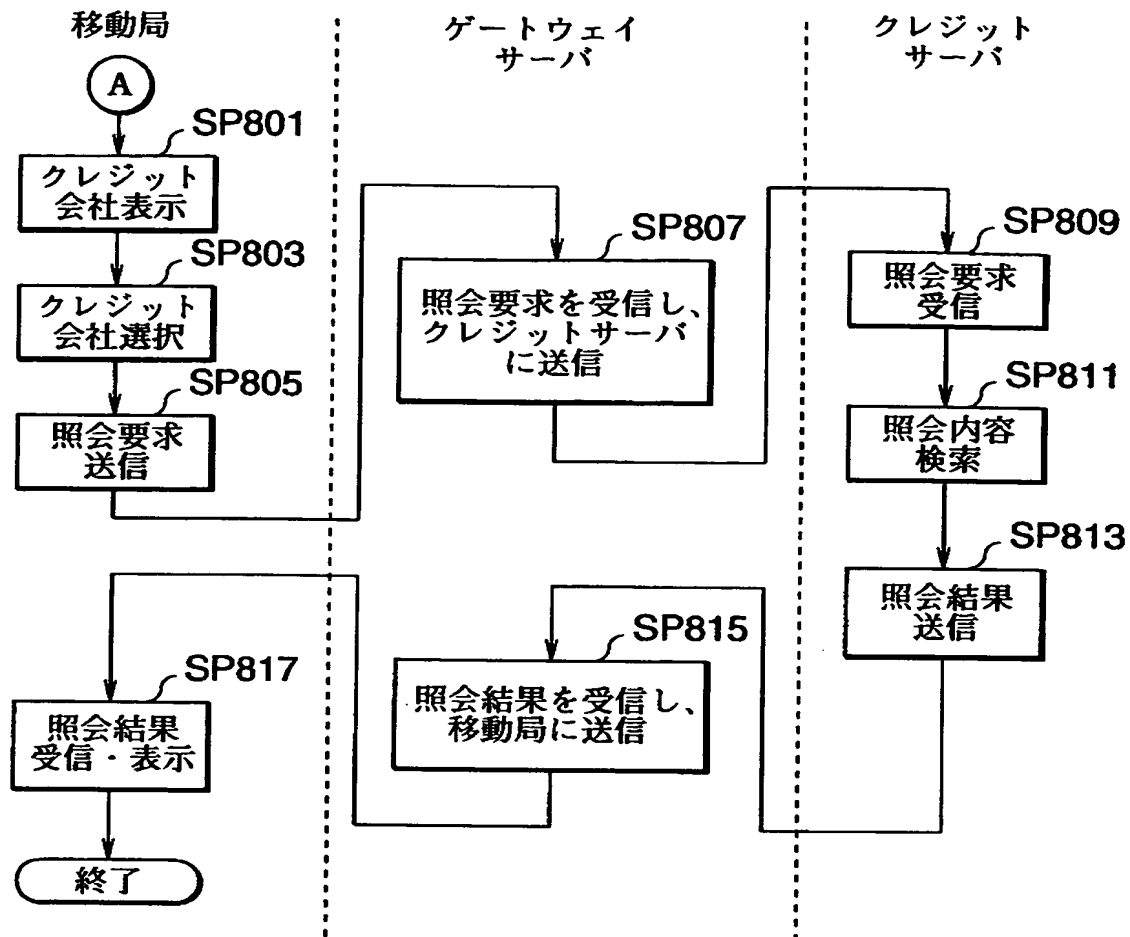 移動局
ゲートウェイ
サーバ
クレジット
サーバ
A
SP801
クレジット
会社表示
SP803
クレジット
会社選択
SP805
照会要求
送信
SP807
照会要求を受信し、
クレジットサーバ
に送信
SP809
照会要求
受信
SP811
照会内容
検索
SP813
照会結果
送信
SP815
照会結果を受信し、
移動局に送信
SP817
照会結果
受信・表示
終了